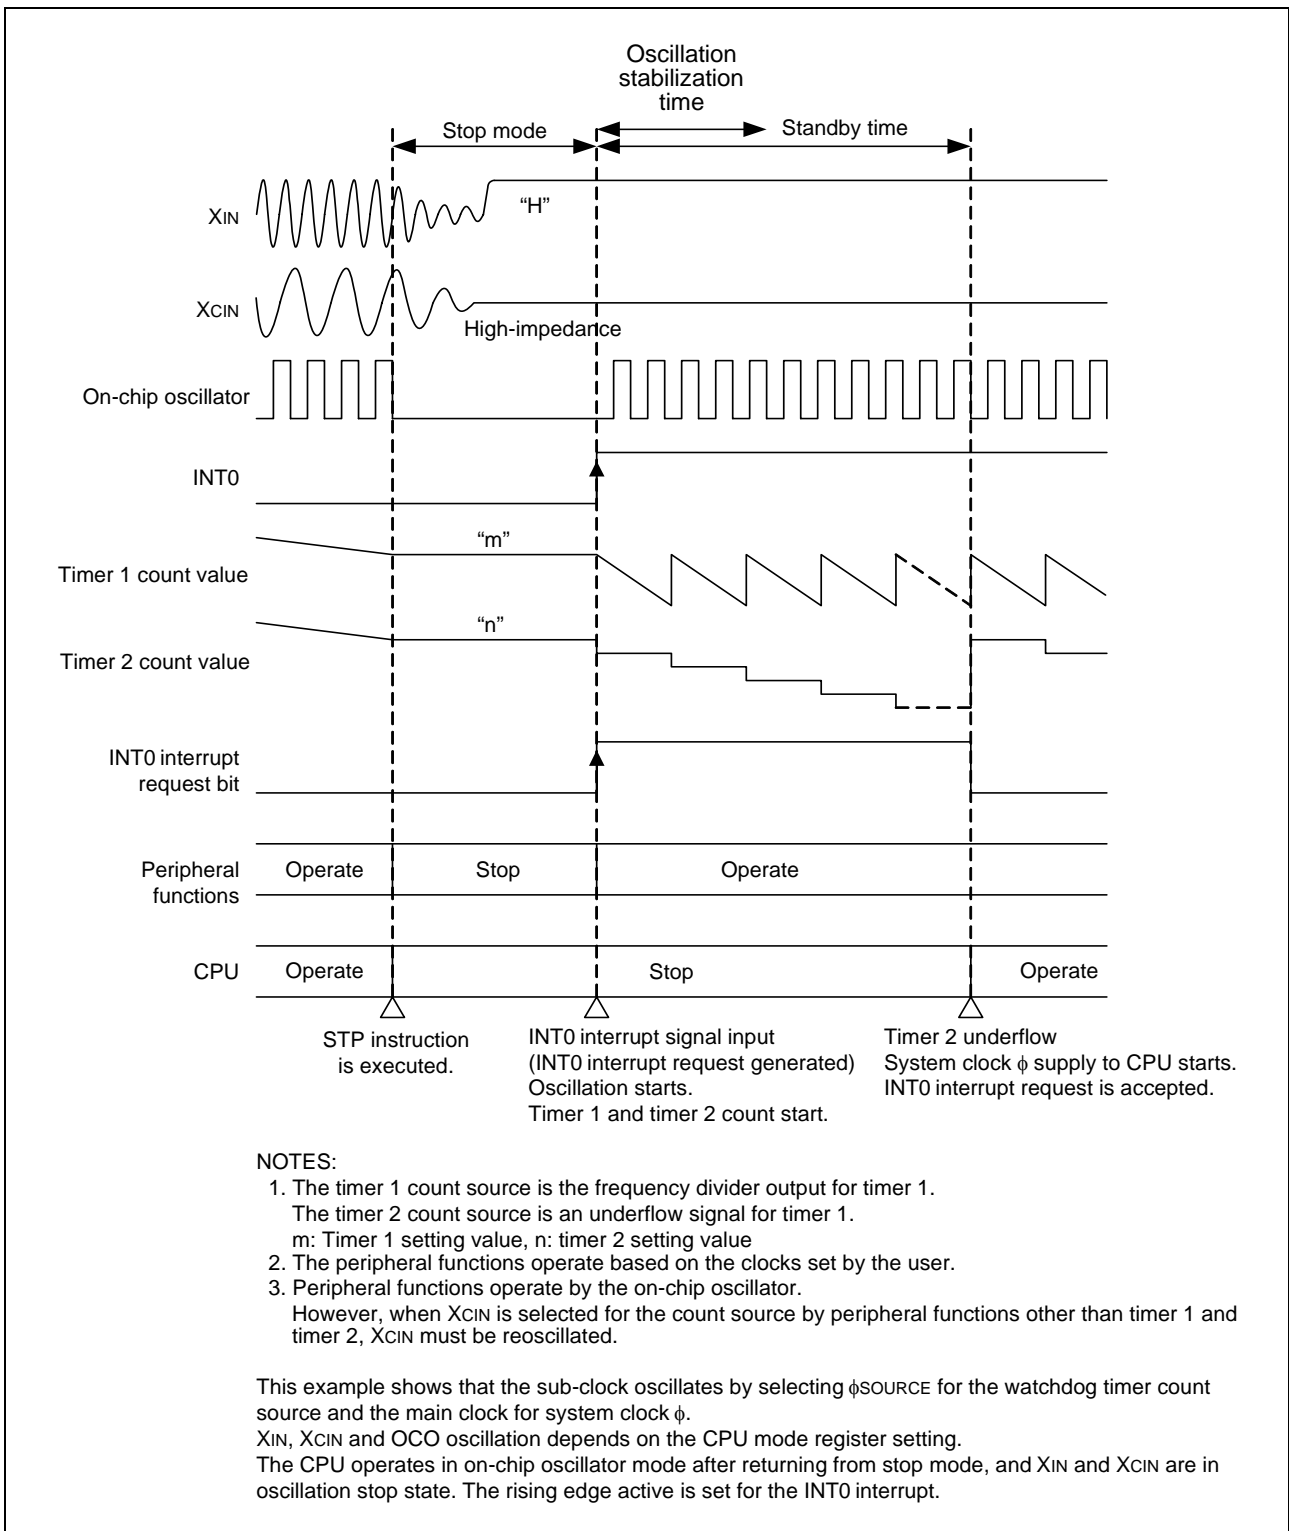 Oscillation
stabilization
time
Stop mode
Standby time
XIN
“H”
XCIN
High-impedance
On-chip oscillator
INT0
“m”
Timer 1 count value
“n”
Timer 2 count value
INT0 interrupt
request bit
Peripheral
functions
Operate
Stop
Operate
CPU
Operate
Stop
Operate
STP instruction
is executed.
INT0 interrupt signal input
(INT0 interrupt request generated)
Oscillation starts.
Timer 1 and timer 2 count start.
Timer 2 underflow
System clock ϕ supply to CPU starts.
INT0 interrupt request is accepted.
NOTES:
1. The timer 1 count source is the frequency divider output for timer 1.
The timer 2 count source is an underflow signal for timer 1.
m: Timer 1 setting value, n: timer 2 setting value
2. The peripheral functions operate based on the clocks set by the user.
3. Peripheral functions operate by the on-chip oscillator.
However, when XCIN is selected for the count source by peripheral functions other than timer 1 and
timer 2, XCIN must be reoscillated.
This example shows that the sub-clock oscillates by selecting ϕSOURCE for the watchdog timer count
source and the main clock for system clock ϕ.
XIN, XCIN and OCO oscillation depends on the CPU mode register setting.
The CPU operates in on-chip oscillator mode after returning from stop mode, and XIN and XCIN are in
oscillation stop state. The rising edge active is set for the INT0 interrupt.